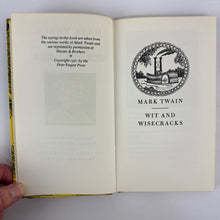 The sayings in this book are taken from
the various works of Mark Twain and
are reprinted by permission of
Harper & Brothers
Copyright 1961 by the
Peter Pauper Press
MARK TWAIN
WIT AND
WISECRACKS